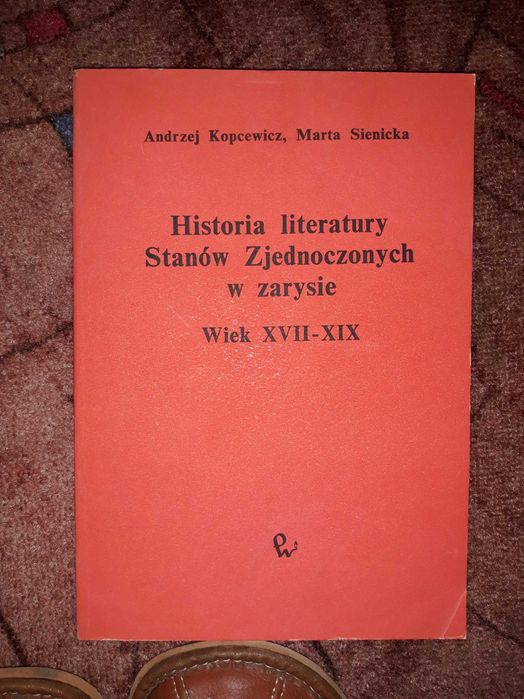 Andrzej Kopcewicz, Marta Sienicka
Historia literatury
Stanów Zjednoczonych
w zarysie
Wiek XVII-XIX